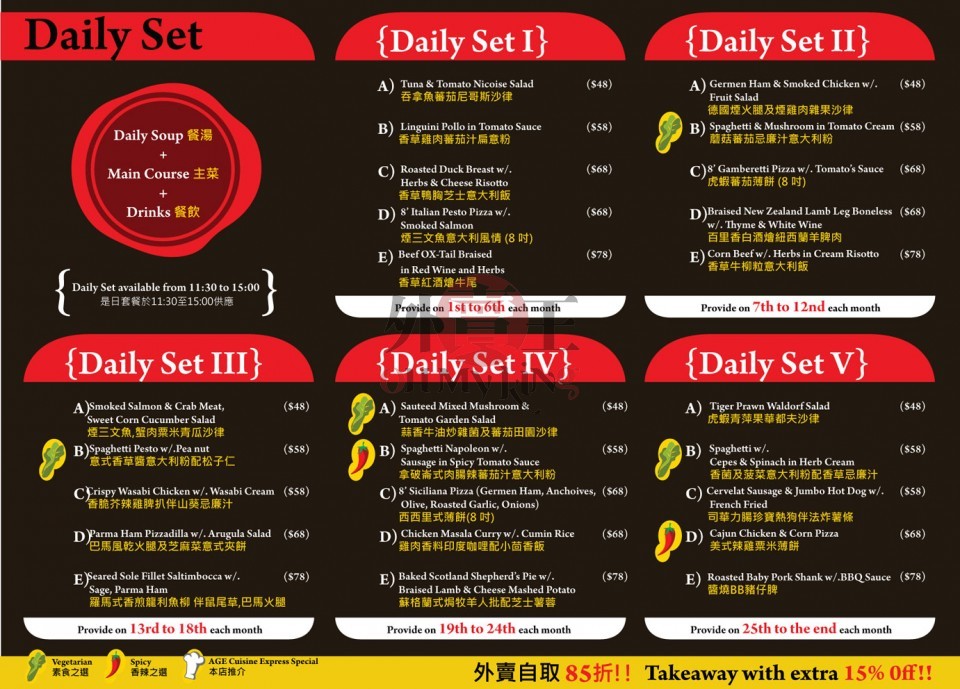 Daily Set
Daily Soup 餐湯
+
Main Course 主菜
+
Drinks 餐飲
Daily Set available from 11:30 to 15:00
是日套餐於11:30至15:00供應
{Daily Set I}
A) Tuna & Tomato Nicoise Salad ($48)
吞拿魚蕃茄尼哥斯沙律
B) Linguini Pollo in Tomato Sauce ($58)
香草雞肉蕃茄汁扁意粉
C) Roasted Duck Breast w/. ($68)
Herbs & Cheese Risotto
香草鴨胸芝士意大利飯
D) 8' Italian Pesto Pizza w/. ($68)
Smoked Salmon
煙三文魚意大利風情 (8 吋)
E) Beef OX-Tail Braised ($78)
in Red Wine and Herbs
香草紅酒燴牛尾
Provide on 1st to 6th each month
{Daily Set II}
A) Germen Ham & Smoked Chicken w/. ($48)
Fruit Salad
德國煙火腿及煙雞肉雜果沙律
B) Spaghetti & Mushroom in Tomato Cream ($58)
蘑菇蕃茄忌廉汁意大利粉
C) 8' Gamberetti Pizza w/. Tomato's Sauce ($68)
虎蝦蕃茄薄餅 (8 吋)
D) Braised New Zealand Lamb Leg Boneless ($68)
w/. Thyme & White Wine
百里香白酒燴紐西蘭羊脾肉
E) Corn Beef w/. Herbs in Cream Risotto ($78)
香草牛柳粒意大利飯
Provide on 7th to 12nd each month
{Daily Set III}
A) Smoked Salmon & Crab Meat, ($48)
Sweet Corn Cucumber Salad
煙三文魚,蟹肉粟米青瓜沙律
B) Spaghetti Pesto w/.Pea nut ($58)
意式香草醬意大利粉配松子仁
C) Crispy Wasabi Chicken w/. Wasabi Cream ($58)
香脆芥辣雞脾扒伴山葵忌廉汁
D) Parma Ham Pizzadilla w/. Arugula Salad ($68)
巴馬風乾火腿及芝麻菜意式夾餅
E) Seared Sole Fillet Saltimbocca w/. ($78)
Sage, Parma Ham
羅馬式香煎龍利魚柳 伴鼠尾草,巴馬火腿
Provide on 13rd to 18th each month
{Daily Set IV}
A) Sauteed Mixed Mushroom & ($48)
Tomato Garden Salad
蒜香牛油炒雜菌及蕃茄田園沙律
B) Spaghetti Napoleon w/. ($58)
Sausage in Spicy Tomato Sauce
拿破崙式肉腸辣蕃茄汁意大利粉
C) 8' Siciliana Pizza (Germen Ham, Anchoives, ($68)
Olive, Roasted Garlic, Onions)
西西里式薄餅(8 吋)
D) Chicken Masala Curry w/. Cumin Rice ($68)
雞肉香料印度咖哩配小茴香飯
E) Baked Scotland Shepherd's Pie w/. ($78)
Braised Lamb & Cheese Mashed Potato
蘇格蘭式焗牧羊人批配芝士薯蓉
Provide on 19th to 24th each month
{Daily Set V}
A) Tiger Prawn Waldorf Salad ($48)
虎蝦青萍果華都夫沙律
B) Spaghetti w/. ($58)
Cepes & Spinach in Herb Cream
香菌及菠菜意大利粉配香草忌廉汁
C) Cervelat Sausage & Jumbo Hot Dog w/. ($58)
French Fried
司華力腸珍寶熱狗伴法炸薯條
D) Cajun Chicken & Corn Pizza ($68)
美式辣雞粟米薄餅
E) Roasted Baby Pork Shank w/.BBQ Sauce ($78)
醬燒BB豬仔脾
Provide on 25th to the end each month
Vegetarian
素食之選
Spicy
香辣之選
AGE Cuisine Express Special
本店推介
外賣自取 85折!! Takeaway with extra 15% 0ff!!
外賣王